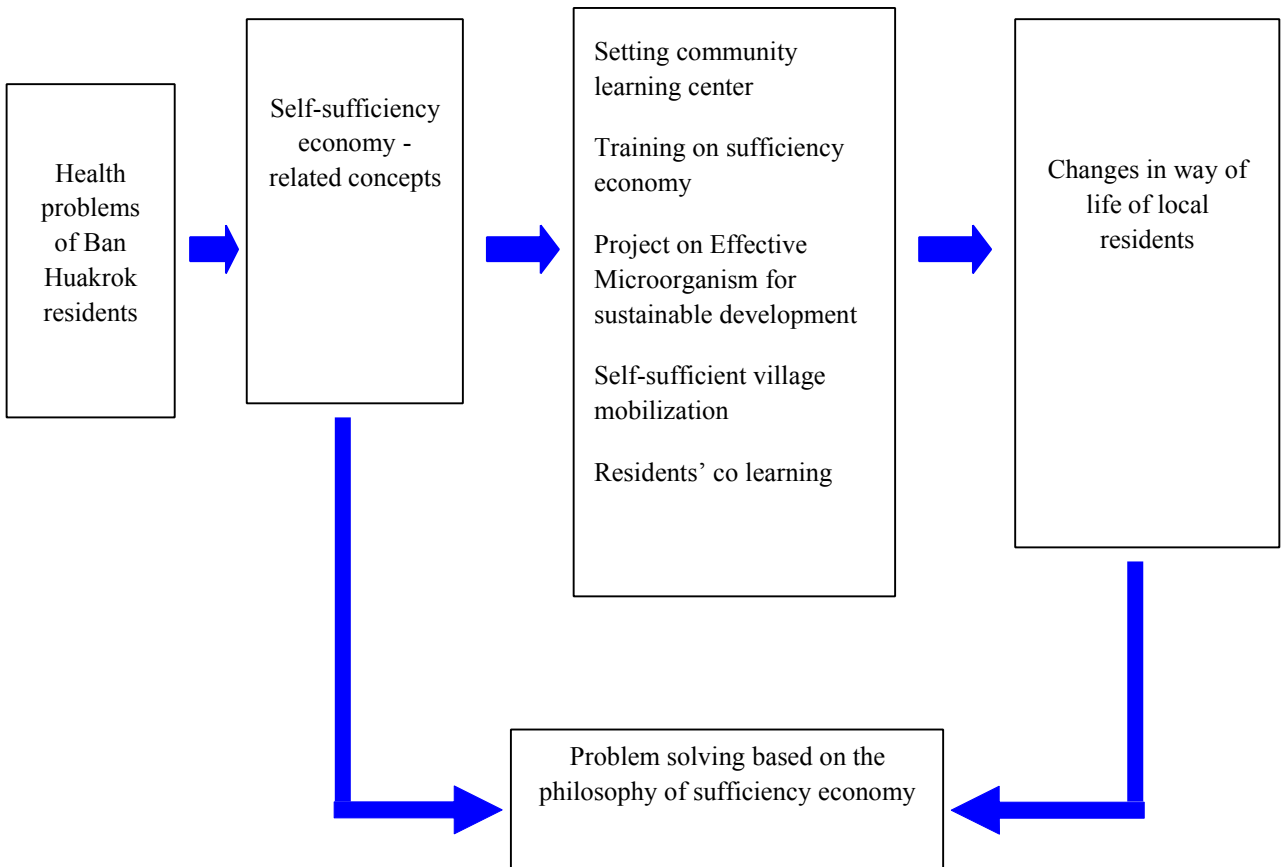 Health
problems
of Ban
Huakrok
residents
Self-sufficiency
economy -
related concepts
Setting community
learning center
Training on sufficiency
economy
Project on Effective
Microorganism for
sustainable development
Self-sufficient village
mobilization
Residents’ co learning
Changes in way of
life of local
residents
Problem solving based on the
philosophy of sufficiency economy